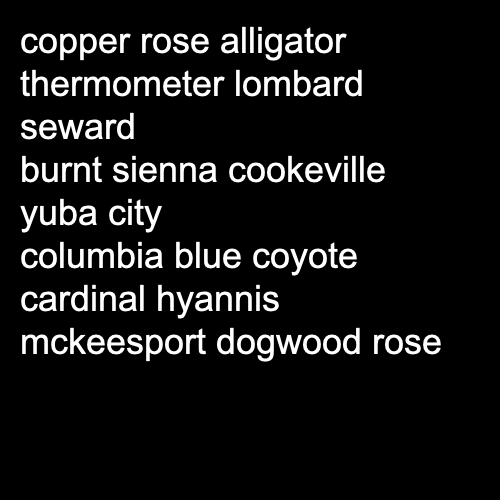 copper rose alligator
thermometer lombard
seward
burnt sienna cookeville
yuba city
columbia blue coyote
cardinal hyannis
mckeesport dogwood rose